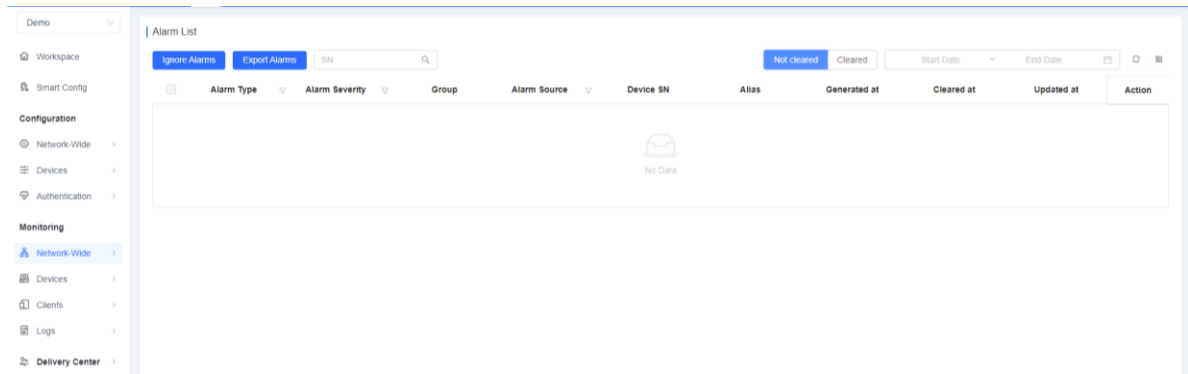 Demo
Workspace
Smart Config
Configuration
Network-Wide
Devices
Authentication
Monitoring
Network-Wide
Devices
Clients
Logs
Delivery Center
Alarm List
Ignore Alarms Export Alarms SN Not cleared Cleared Start Date ~ End Date
Alarm Type Alarm Severity Group Alarm Source Device SN Alias Generated at Cleared at Updated at Action
No Data